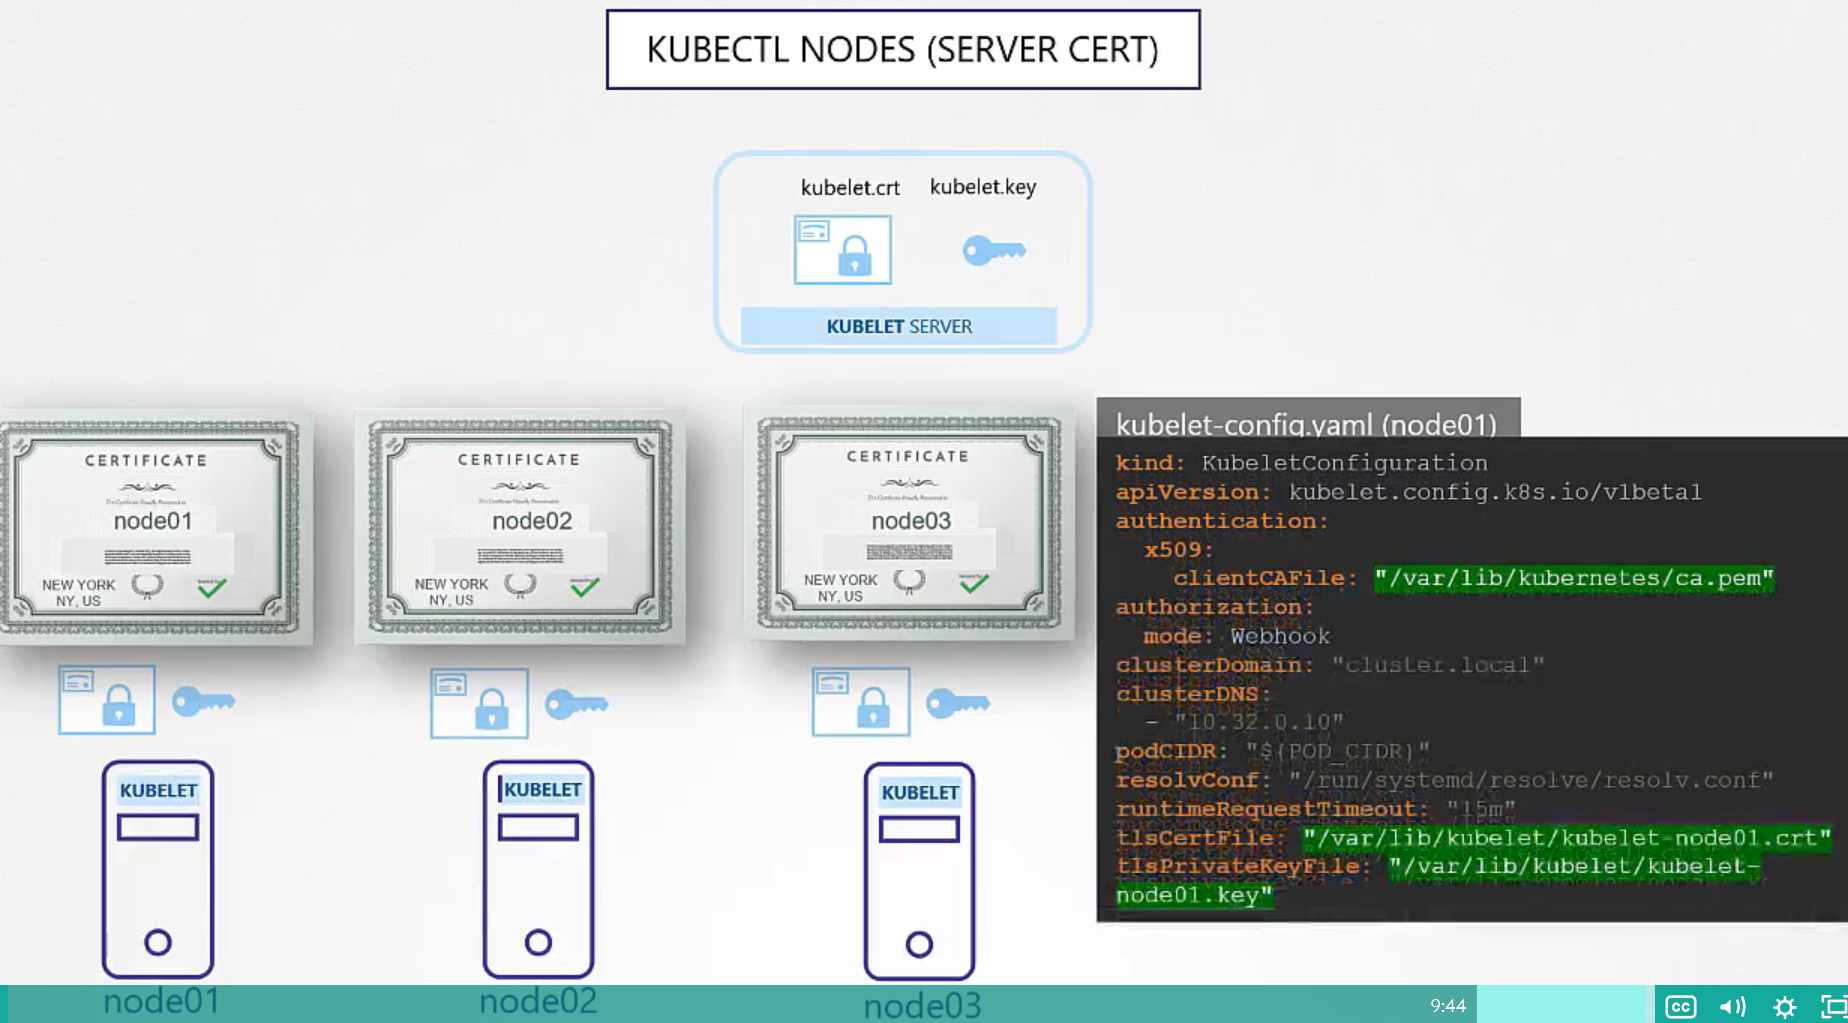 KUBECTL NODES (SERVER CERT)
kubelet.crt kubelet.key
KUBELET SERVER
CERTIFICATE
node01
NEW YORK
NY, US
CERTIFICATE
node02
NEW YORK
NY, US
CERTIFICATE
node03
NEW YORK
NY, US
KUBELET
node01
KUBELET
node02
KUBELET
node03
kubelet-config.yaml (node01)
kind: KubeletConfiguration
apiVersion: kubelet.config.k8s.io/v1beta1
authentication:
x509:
clientCAFile: "/var/lib/kubernetes/ca.pem"
authorization:
mode: Webhook
clusterDomain: "cluster.local"
clusterDNS:
- "10.32.0.10"
podCIDR: "${POD_CIDR}"
resolvConf: "/run/systemd/resolve/resolv.conf"
runtimeRequestTimeout: "15m"
tlsCertFile: "/var/lib/kubelet/kubelet-node01.crt"
tlsPrivateKeyFile: "/var/lib/kubelet/kubelet-
node01.key"
9:44
CC